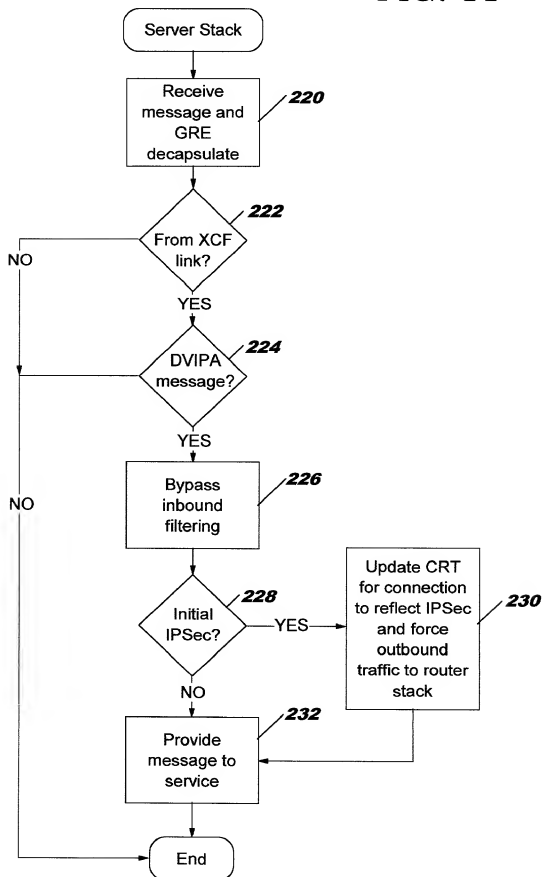 Server Stack
Receive
message and
GRE
decapsulate
220
From XCF
link?
222
NO
YES
DVIPA
message?
224
YES
NO
Bypass
inbound
filtering
226
Initial
IPSec?
228
YES
Update CRT
for connection
to reflect IPSec
and force
outbound
traffic to router
stack
230
NO
Provide
message to
service
232
End